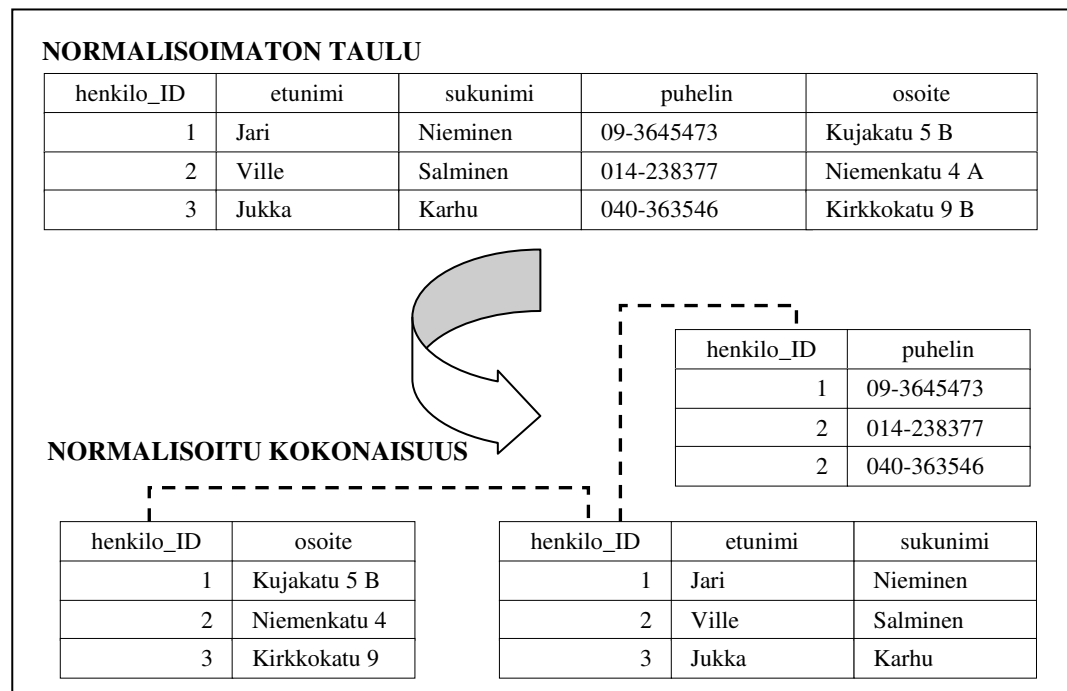 NORMALISOIMATON TAULU
henkilo_ID etunimi sukunimi puhelin osoite
1 Jari Nieminen 09-3645473 Kujakatu 5 B
2 Ville Salminen 014-238377 Niemenkatu 4 A
3 Jukka Karhu 040-363546 Kirkkokatu 9 B
henkilo_ID puhelin
1 09-3645473
2 014-238377
2 040-363546
NORMALISOITU KOKONAISUUS
henkilo_ID osoite
1 Kujakatu 5 B
2 Niemenkatu 4
3 Kirkkokatu 9
henkilo_ID etunimi sukunimi
1 Jari Nieminen
2 Ville Salminen
3 Jukka Karhu